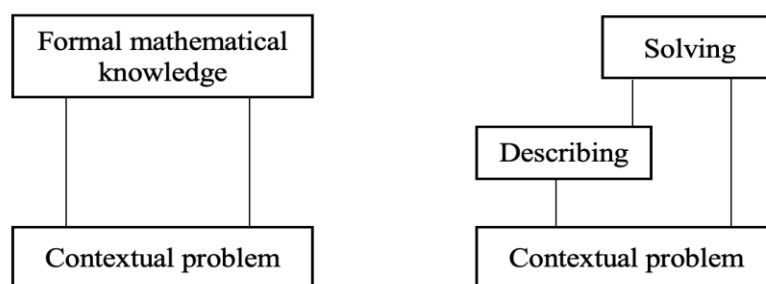 Formal mathematical
knowledge
Contextual problem
Solving
Describing
Contextual problem